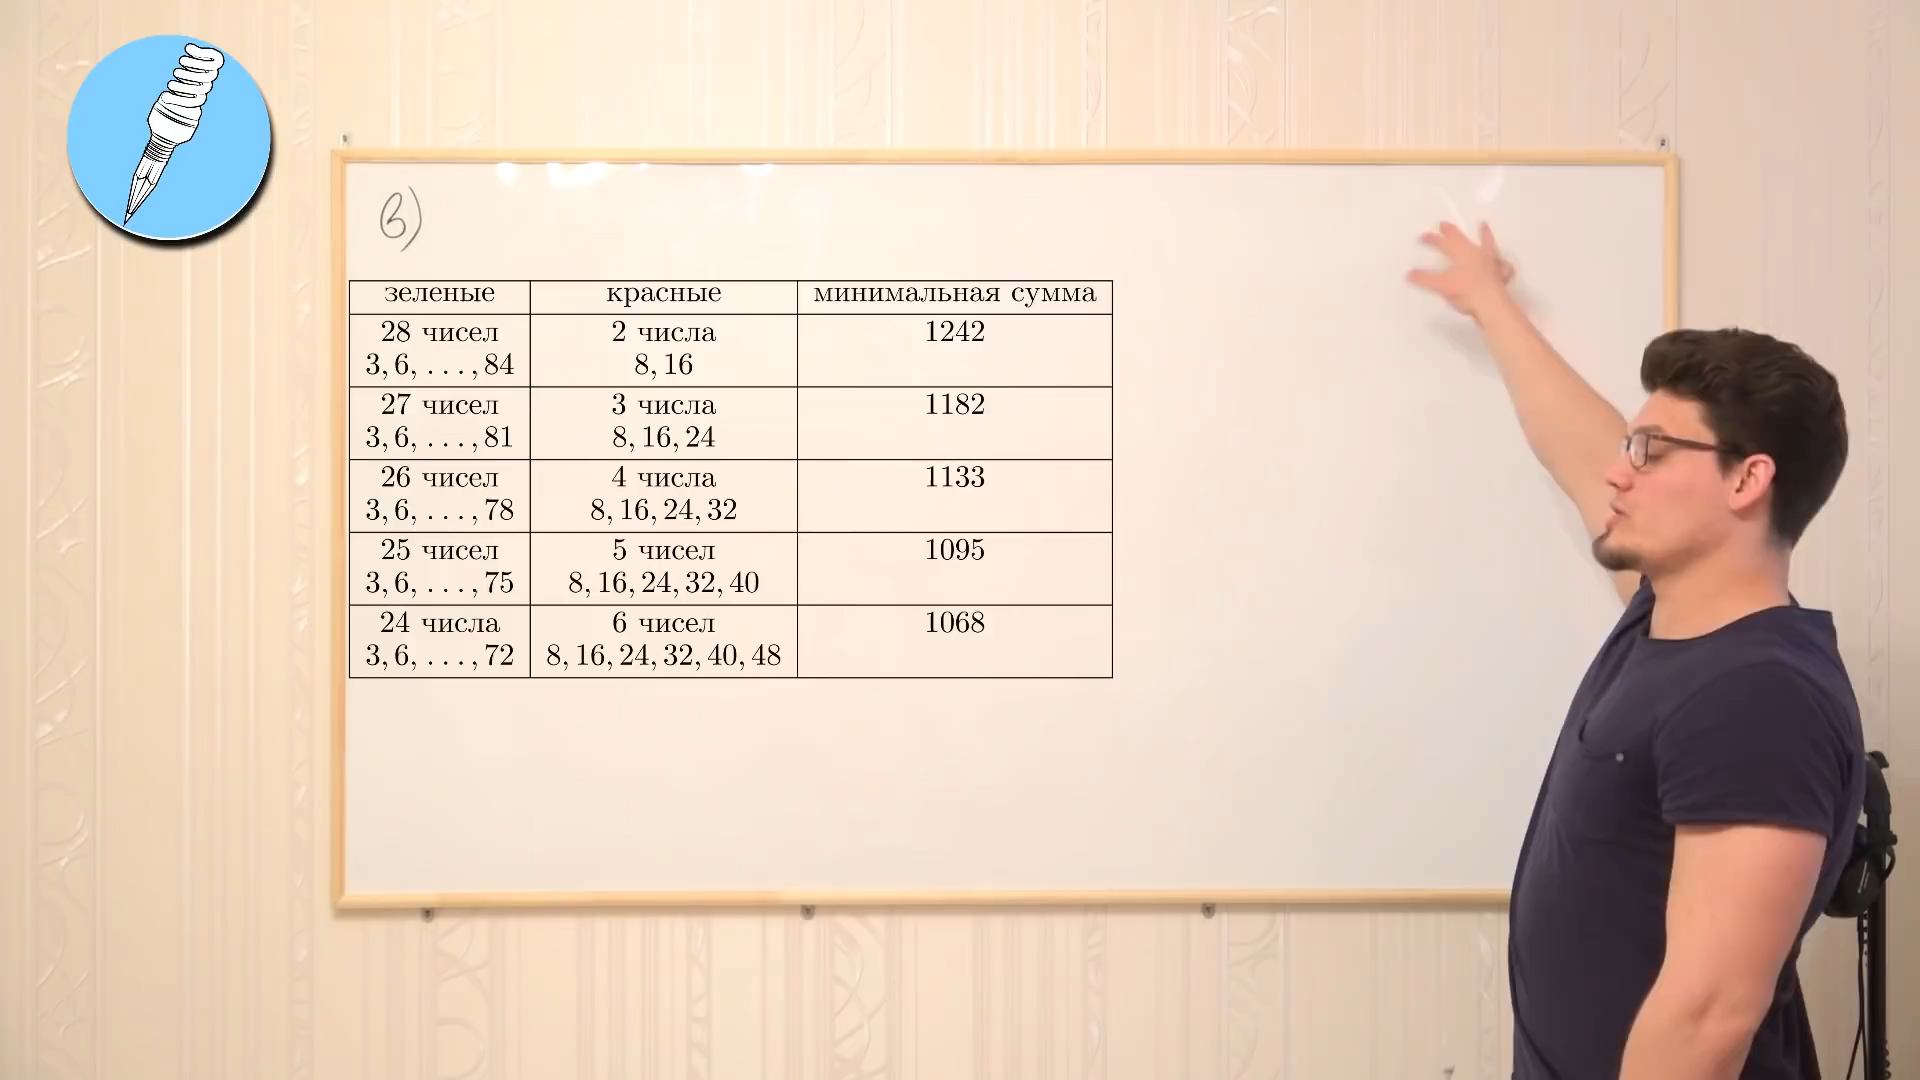 в)
зеленые красные минимальная сумма
28 чисел 2 числа 1242
3, 6, ..., 84 8, 16
27 чисел 3 числа 1182
3, 6, ..., 81 8, 16, 24
26 чисел 4 числа 1133
3, 6, ..., 78 8, 16, 24, 32
25 чисел 5 чисел 1095
3, 6, ..., 75 8, 16, 24, 32, 40
24 числа 6 чисел 1068
3, 6, ..., 72 8, 16, 24, 32, 40, 48